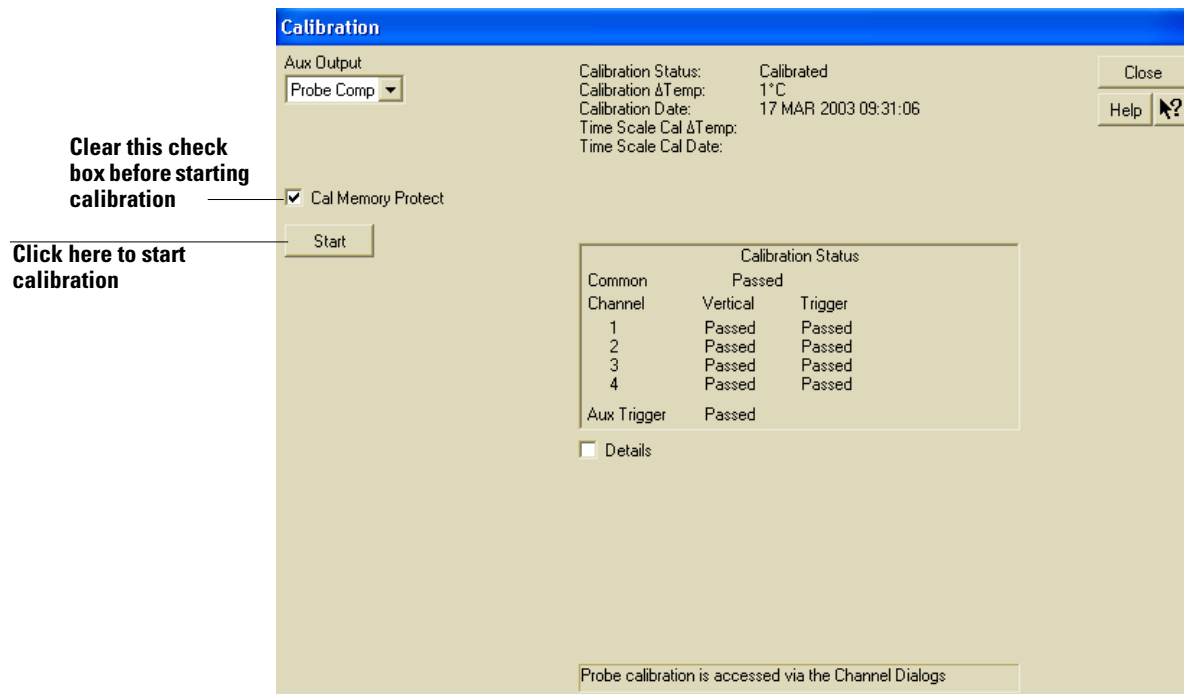 Calibration
Aux Output
Probe Comp
Calibration Status: Calibrated
Calibration ΔTemp: 1°C
Calibration Date: 17 MAR 2003 09:31:06
Time Scale Cal ΔTemp:
Time Scale Cal Date:
Close
Help ?
Clear this check
box before starting
calibration
Cal Memory Protect
Start
Click here to start
calibration
Calibration Status
Common Passed
Channel Vertical Trigger
1 Passed Passed
2 Passed Passed
3 Passed Passed
4 Passed Passed
Aux Trigger Passed
Details
Probe calibration is accessed via the Channel Dialogs